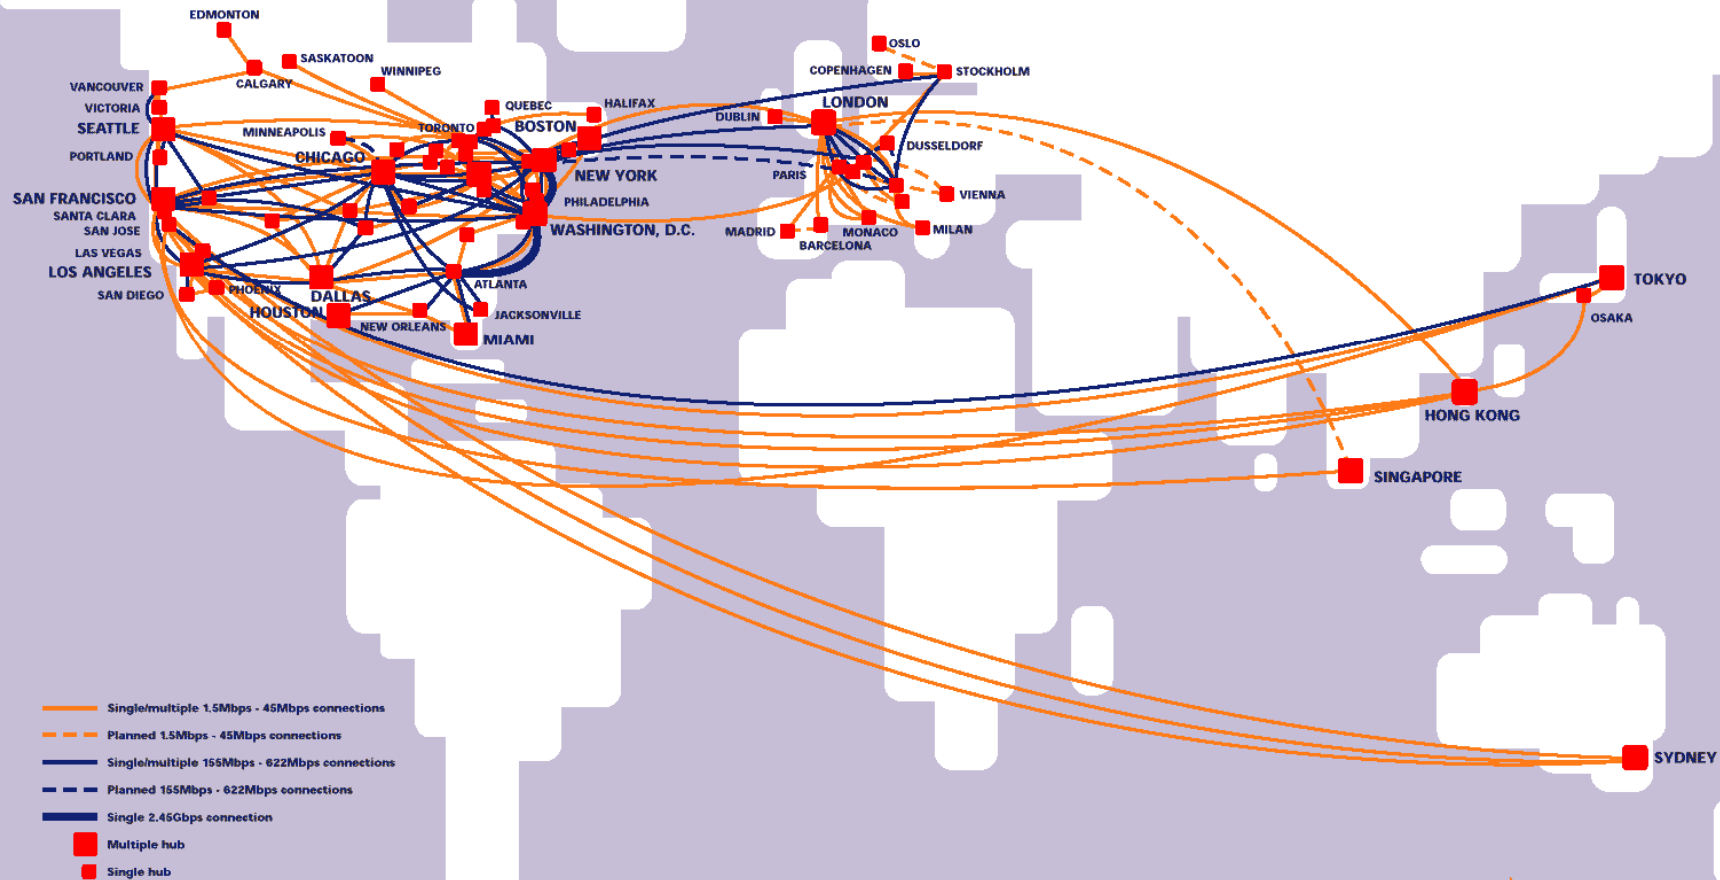 EDMONTON
OSLO
SASKATOON
WINNIPEG
COPENHAGEN
STOCKHOLM
CALGARY
VANCOUVER
VICTORIA
QUEBEC
HALIFAX
LONDON
DUBLIN
SEATTLE
MINNEAPOLIS
TORONTO
BOSTON
DUSSELDORF
PORTLAND
CHICAGO
NEW YORK
PARIS
SAN FRANCISCO
PHILADELPHIA
VIENNA
SANTA CLARA
SAN JOSE
WASHINGTON, D.C.
MADRID
MONACO
MILAN
BARCELONA
LAS VEGAS
LOS ANGELES
TOKYO
SAN DIEGO
PHOENIX
DALLAS
ATLANTA
HOUSTON
NEW ORLEANS
JACKSONVILLE
OSAKA
MIAMI
HONG KONG
SINGAPORE
SYDNEY
Single/multiple 1.5Mbps - 45Mbps connections
Planned 1.5Mbps - 45Mbps connections
Single/multiple 155Mbps - 622Mbps connections
Planned 155Mbps - 622Mbps connections
Single 2.45Gbps connection
Multiple hub
Single hub